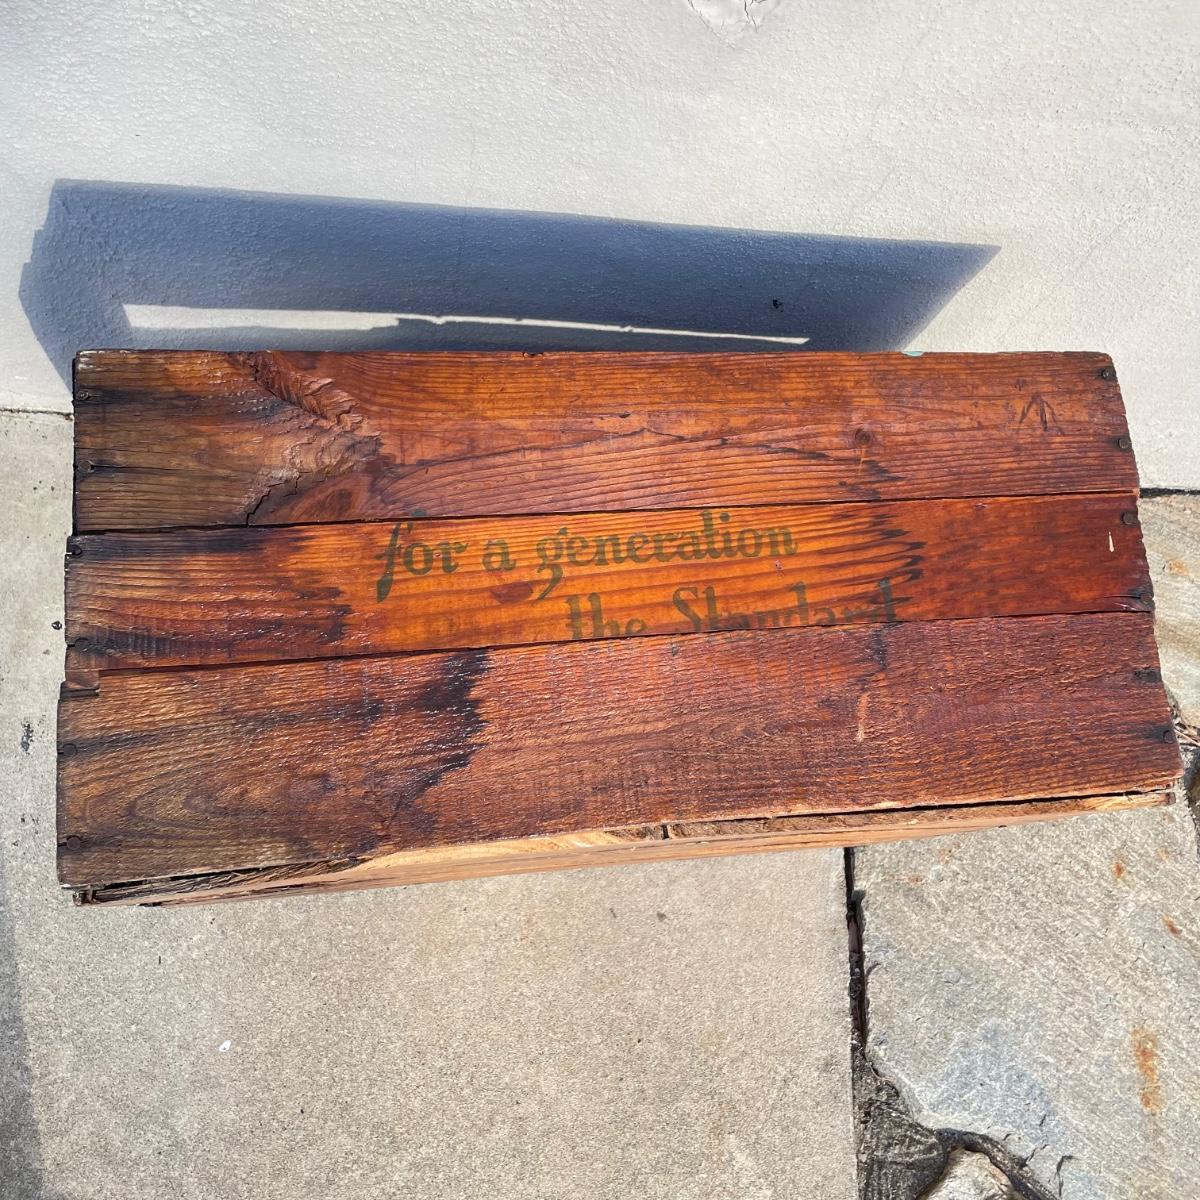 for a generation
the Standard